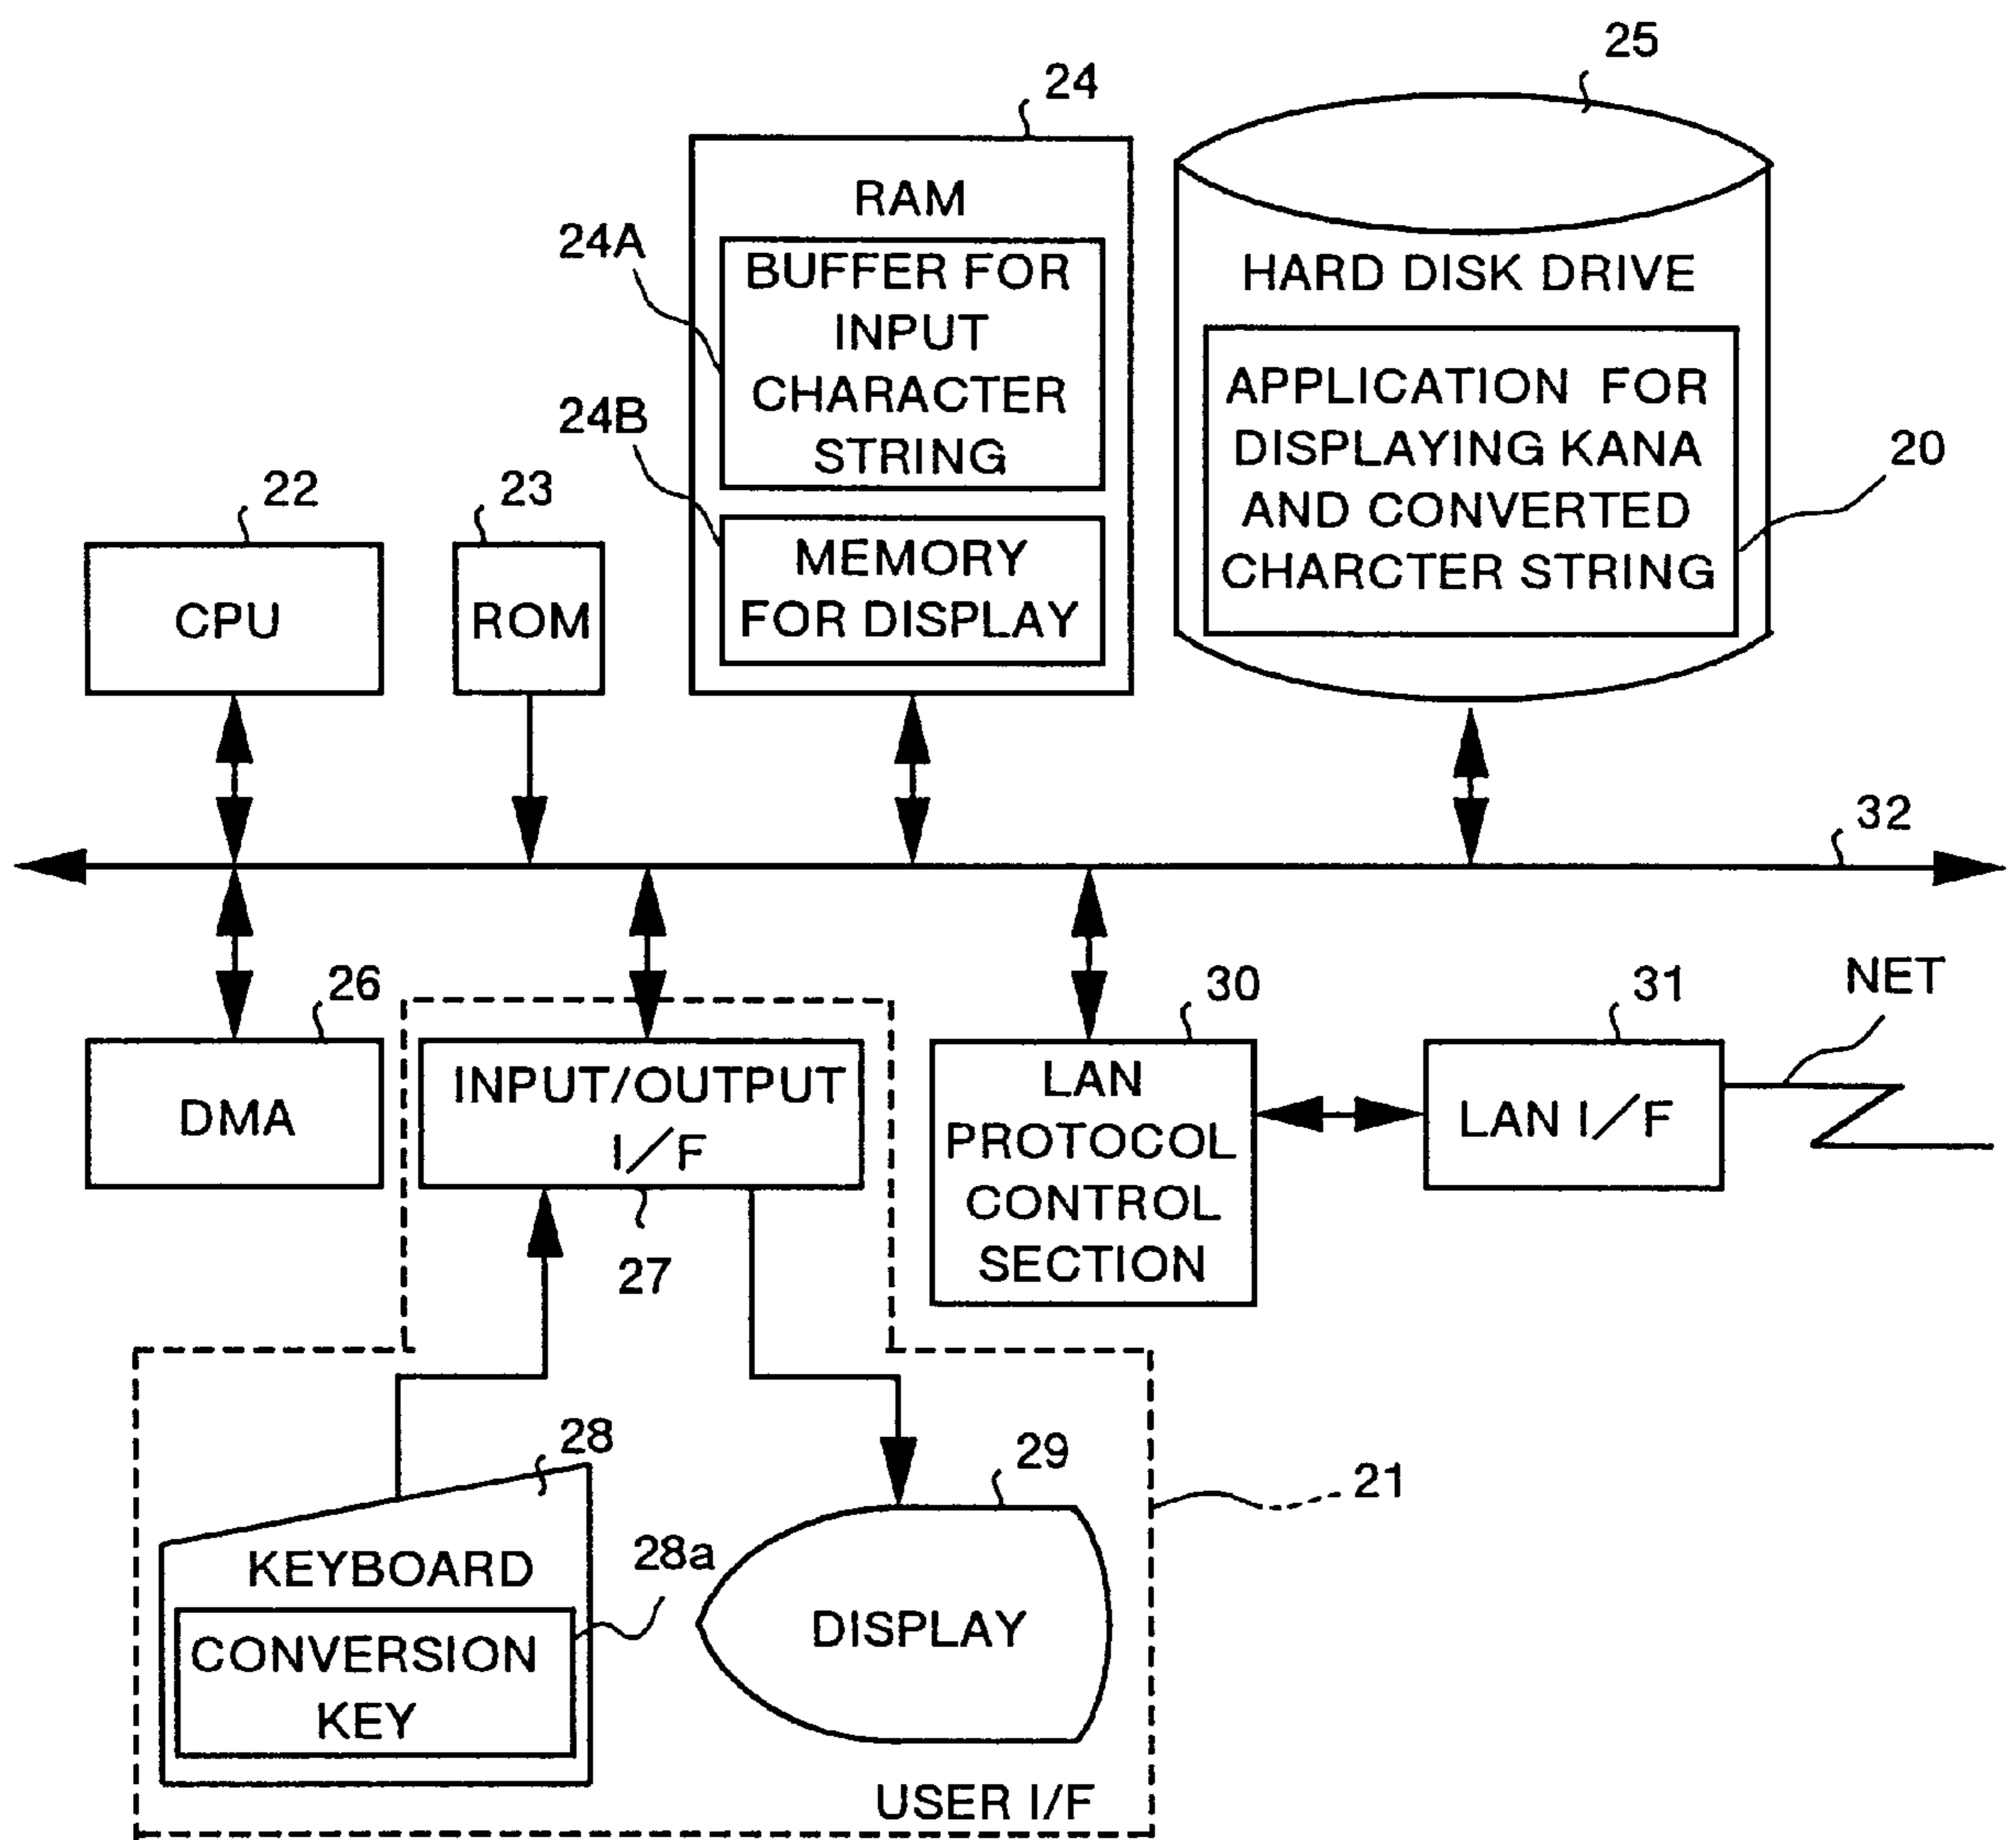 25
24
RAM
24A
BUFFER FOR
INPUT
CHARACTER
STRING
HARD DISK DRIVE
APPLICATION FOR
DISPLAYING KANA
AND CONVERTED
CHARCTER STRING
20
24B
MEMORY
FOR DISPLAY
22
CPU
23
ROM
32
26
DMA
INPUT/OUTPUT
I/F
27
30
LAN
PROTOCOL
CONTROL
SECTION
31
LAN I/F
NET
28
KEYBOARD
28a
CONVERSION
KEY
29
DISPLAY
21
USER I/F